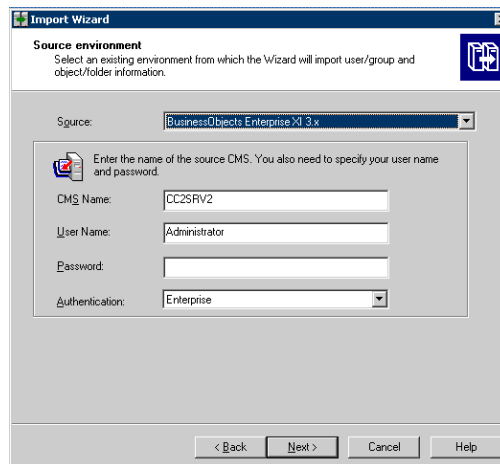 Import Wizard
Source environment
Select an existing environment from which the Wizard will import user/group and
object/folder information.
Source: BusinessObjects Enterprise XI 3.x
Enter the name of the source CMS. You also need to specify your user name
and password.
CMS Name: CC2SRV2
User Name: Administrator
Password:
Authentication: Enterprise
< Back Next > Cancel Help